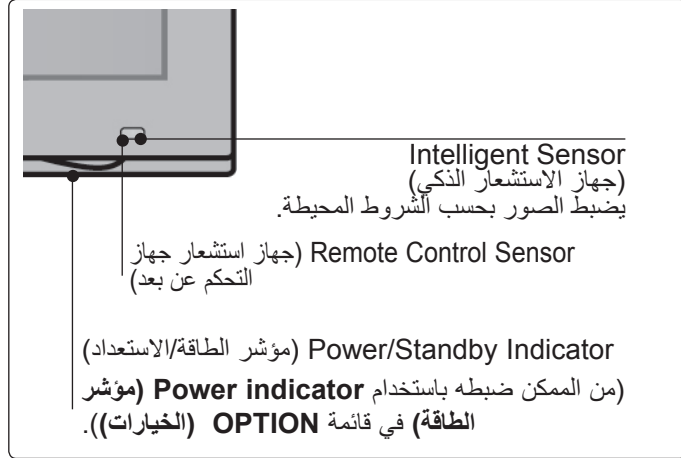 Intelligent Sensor
(جهاز الاستشعار الذكي)
يضبط الصور بحسب الشروط المحيطة.
Remote Control Sensor (جهاز استشعار جهاز
التحكم عن بعد)
Power/Standby Indicator (مؤشر الطاقة/الاستعداد)
(من الممكن ضبطه باستخدام Power indicator (مؤشر
الطاقة) في قائمة OPTION (الخيارات)).